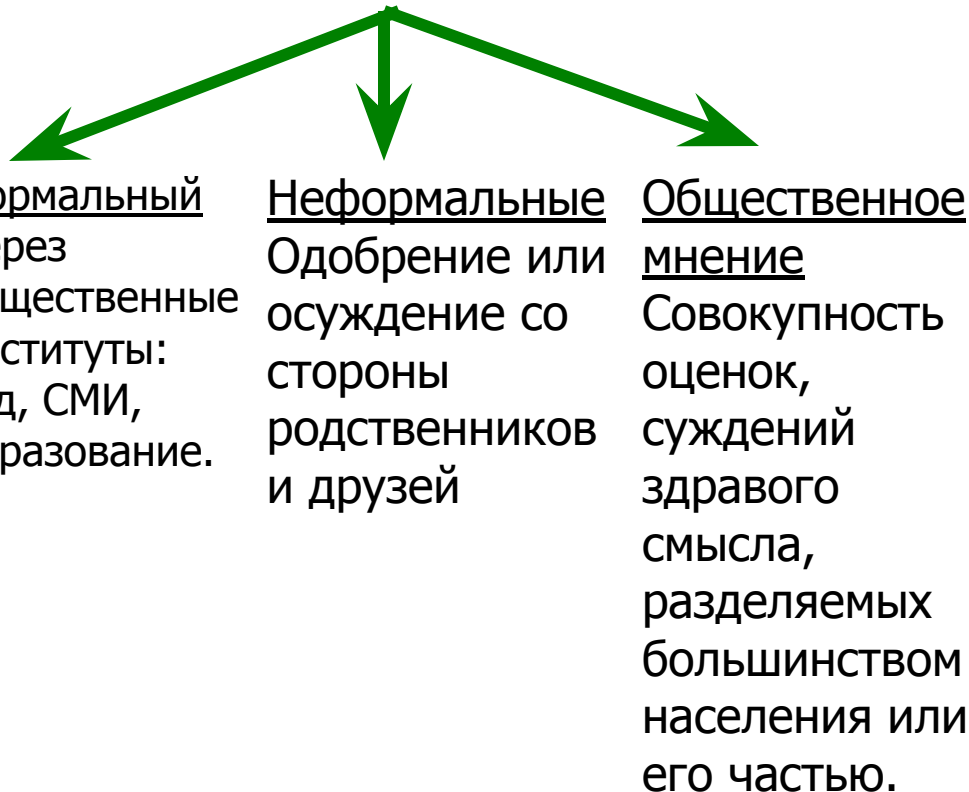 ормальный
ерез
щественные
ституты:
д, СМИ,
разование.
Неформальные
Одобрение или
осуждение со
стороны
родственников
и друзей
Общественное
мнение
Совокупность
оценок,
суждений
здравого
смысла,
разделяемых
большинством
населения или
его частью.